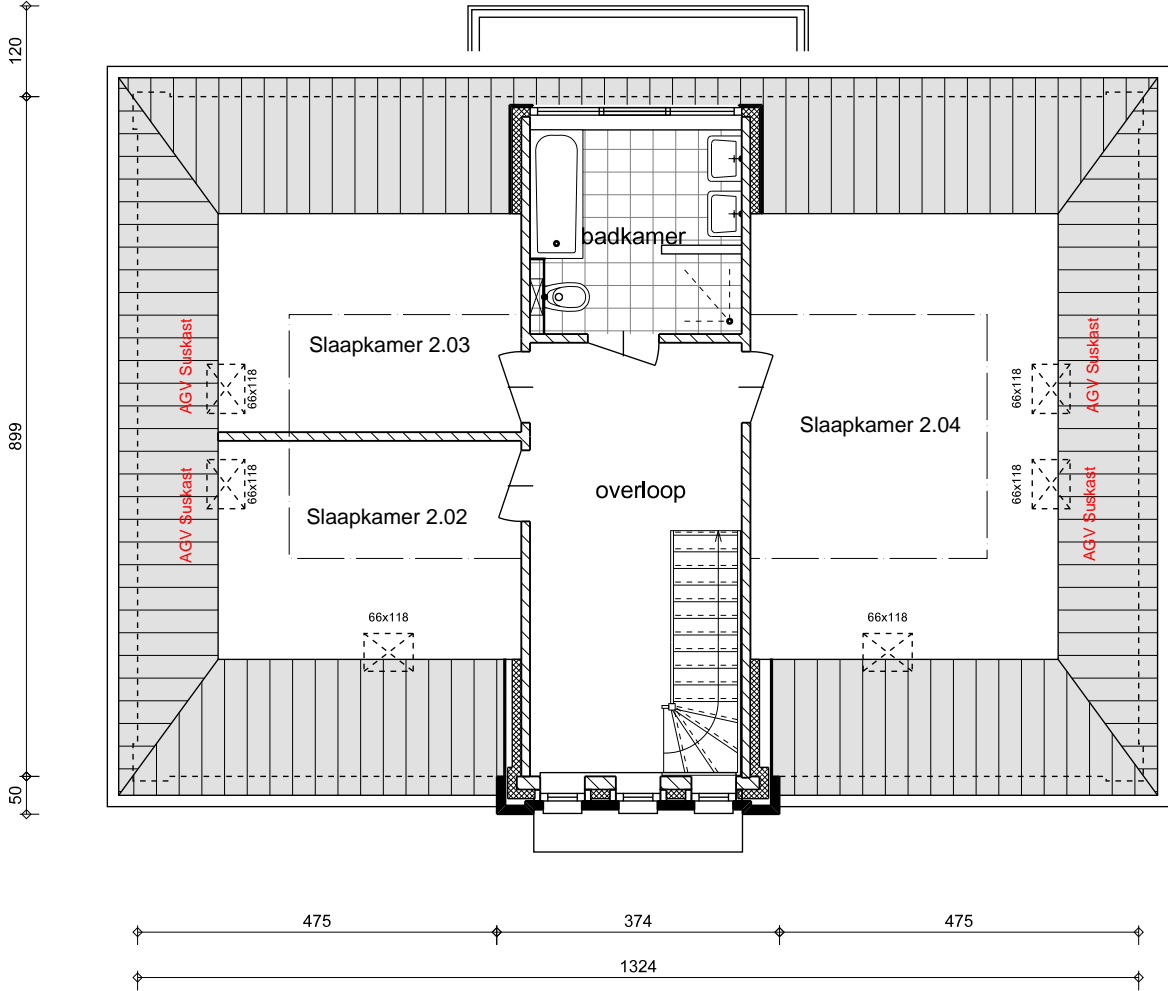 120
badkamer
Slaapkamer 2.03
AGV Suskast
66x118
66x118
AGV Suskast
Slaapkamer 2.04
899
AGV Suskast
66x118
66x118
AGV Suskast
overloop
Slaapkamer 2.02
66x118
66x118
50
475
374
475
1324